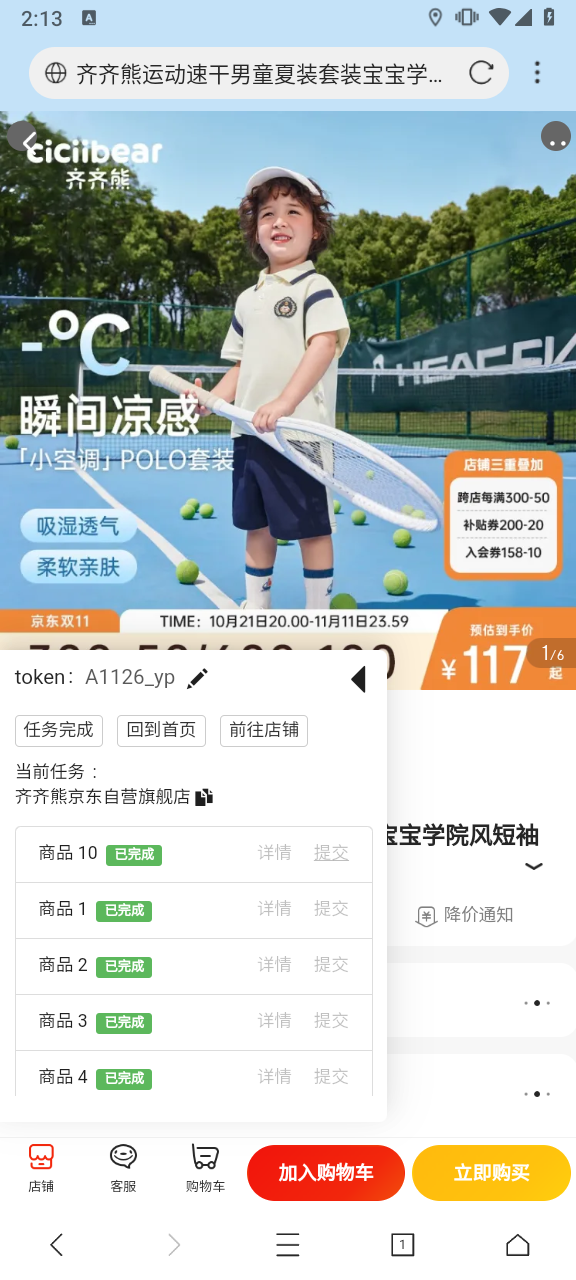 2:13
A
齐齐熊运动速干男童夏装套装宝宝学...
ciciibear
齐齐熊
-℃
瞬间凉感
「小空调」POLO套装
吸湿透气
柔软亲肤
HEAD
店铺三重叠加
跨店每满300-50
补贴券200-20
入会券158-10
京东双11
TIME：10月21日20.00-11月11日23.59
预估到手价
¥117起
1/6
token：A1126_yp
任务完成 回到首页 前往店铺
当前任务：
齐齐熊京东自营旗舰店
宝宝学院风短袖
商品 10 已完成 详情 提交
商品 1 已完成 详情 提交
降价通知
商品 2 已完成 详情 提交
商品 3 已完成 详情 提交
商品 4 已完成 详情 提交
店铺 客服 购物车 加入购物车 立即购买
1